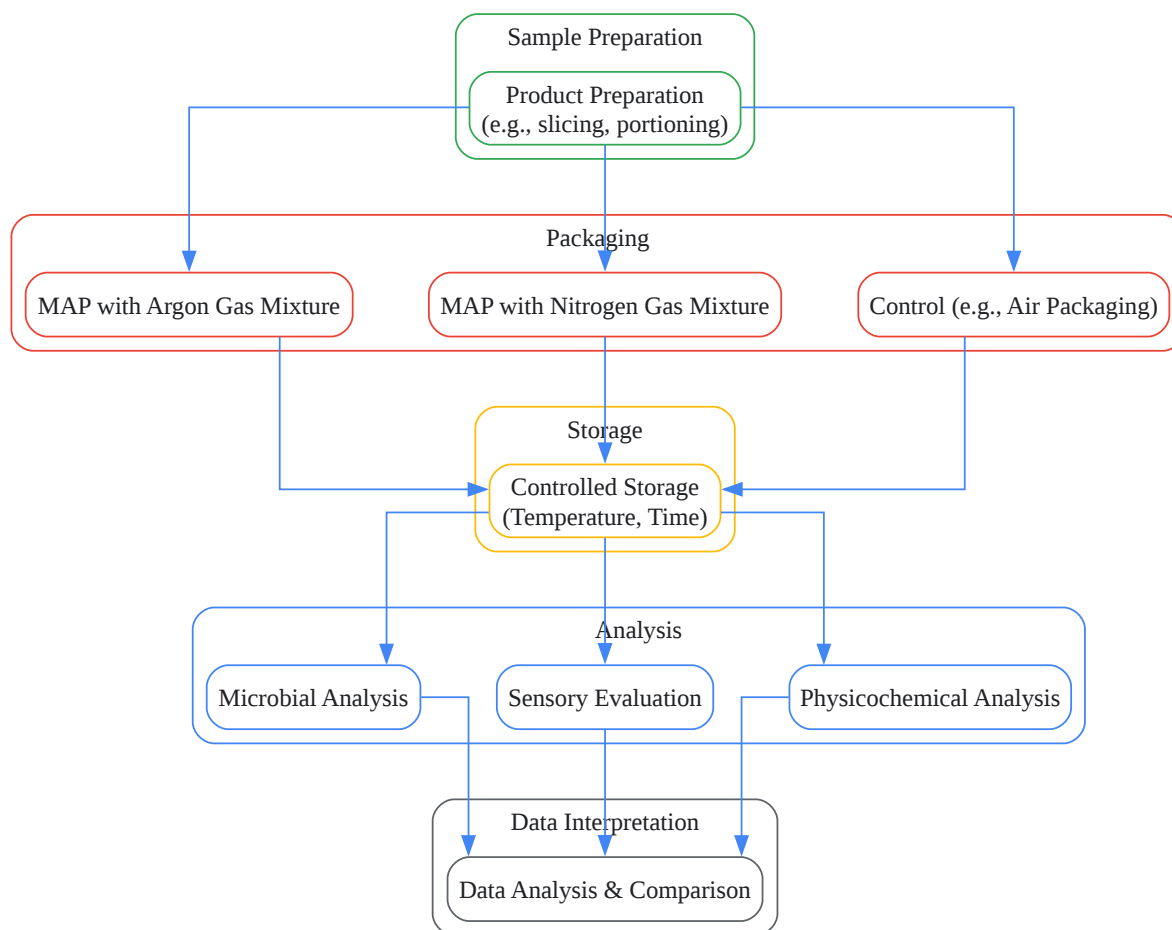 Sample Preparation
Product Preparation
(e.g., slicing, portioning)
Packaging
MAP with Argon Gas Mixture
MAP with Nitrogen Gas Mixture
Control (e.g., Air Packaging)
Storage
Controlled Storage
(Temperature, Time)
Analysis
Microbial Analysis
Sensory Evaluation
Physicochemical Analysis
Data Interpretation
Data Analysis & Comparison